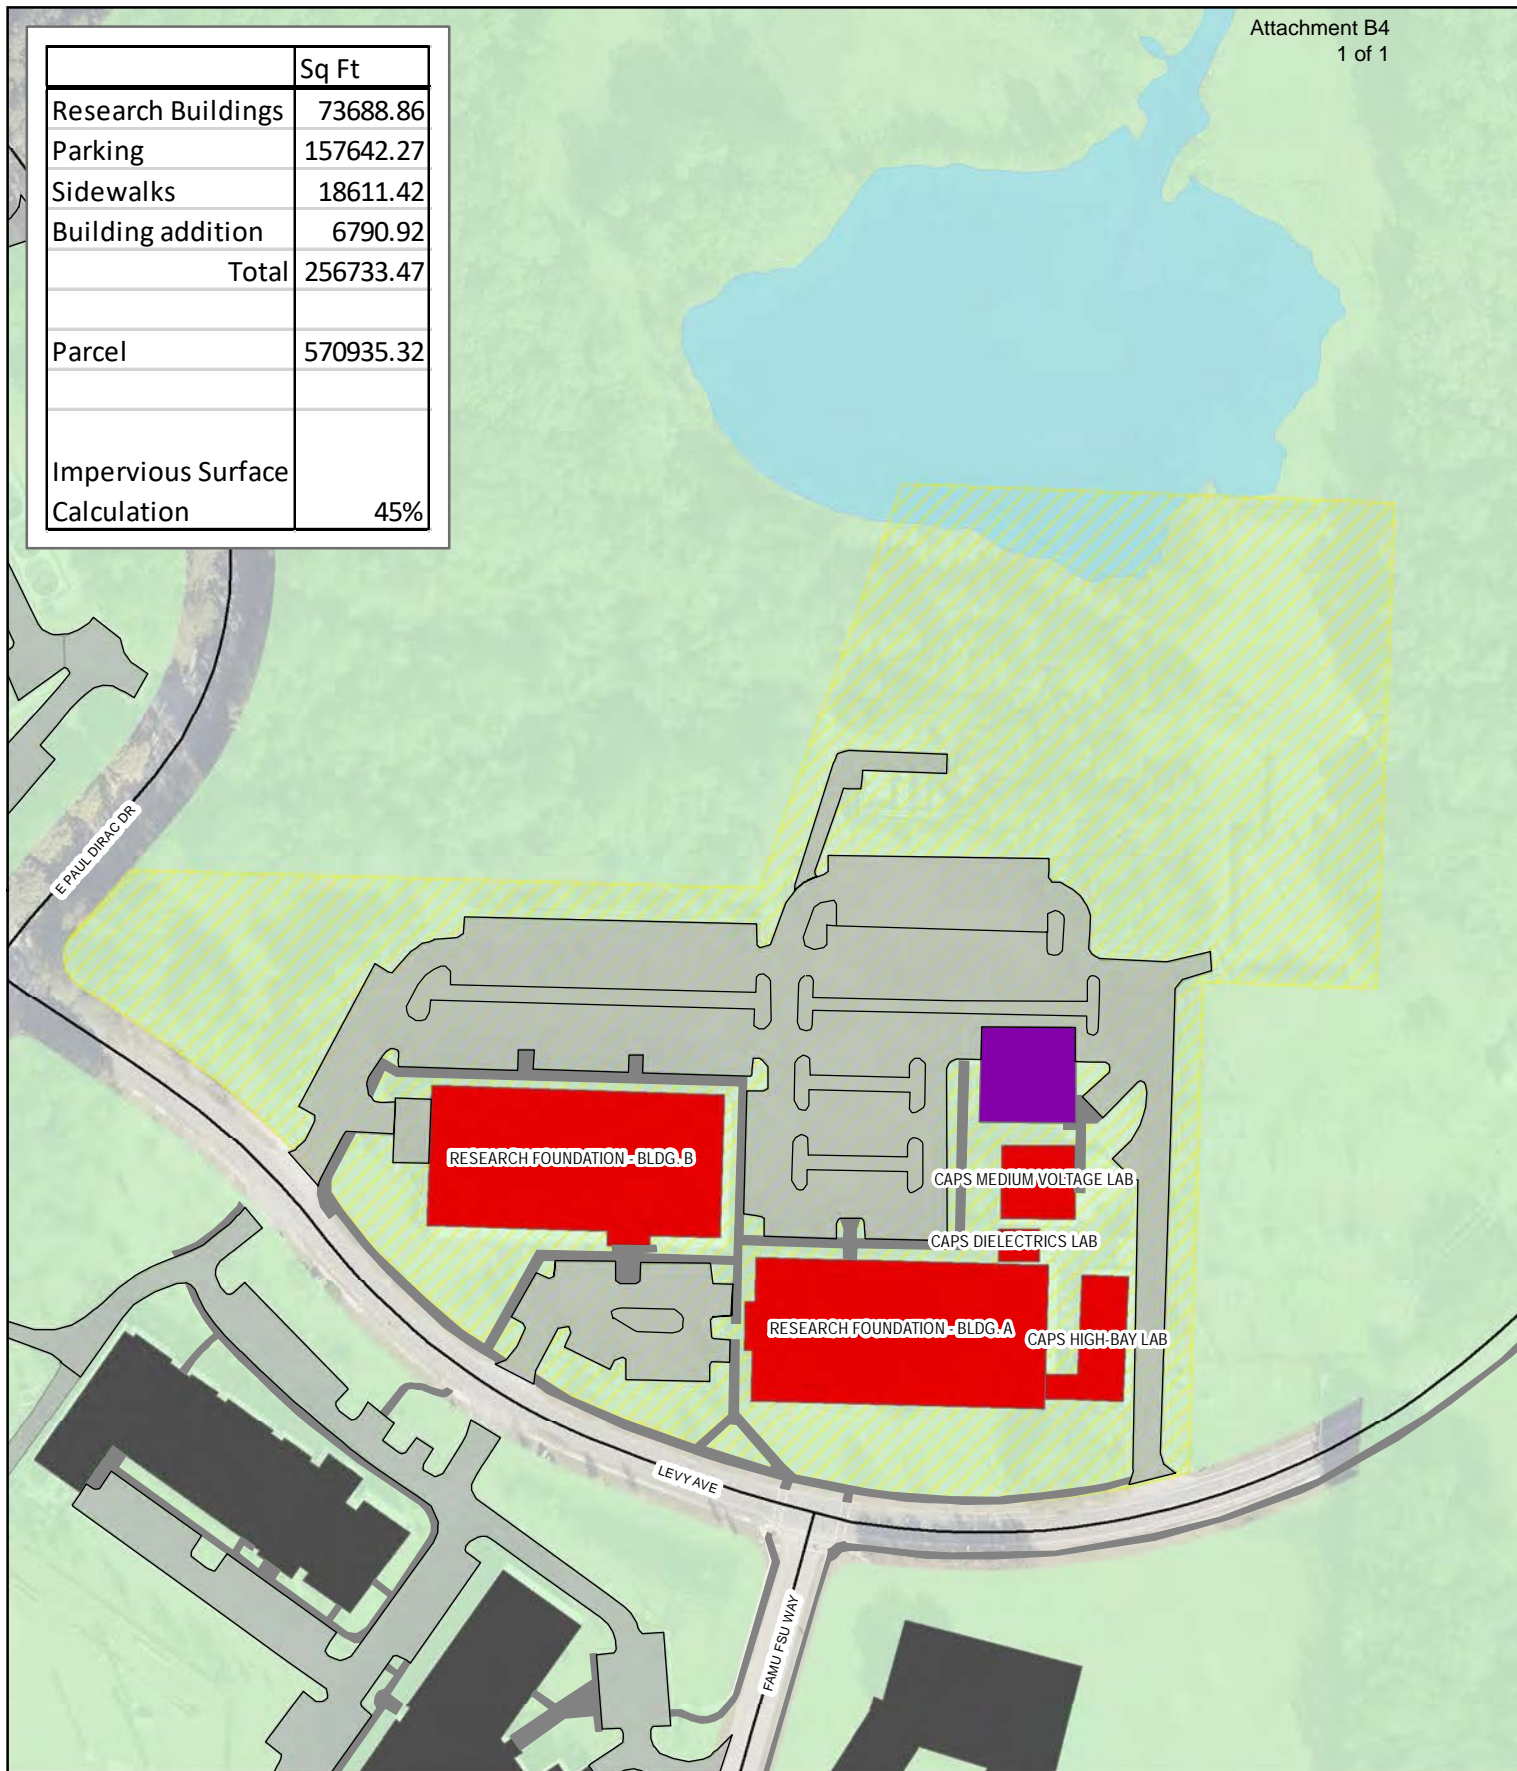 Attachment B4
1 of 1
Sq Ft
Research Buildings 73688.86
Parking 157642.27
Sidewalks 18611.42
Building addition 6790.92
Total 256733.47
Parcel 570935.32
Impervious Surface
Calculation 45%
E PAUL DIRAC DR
RESEARCH FOUNDATION - BLDG. B
CAPS MEDIUM VOLTAGE LAB
CAPS DIELECTRICS LAB
RESEARCH FOUNDATION - BLDG. A
CAPS HIGH-BAY LAB
LEVY AVE
FAMU FSU WAY